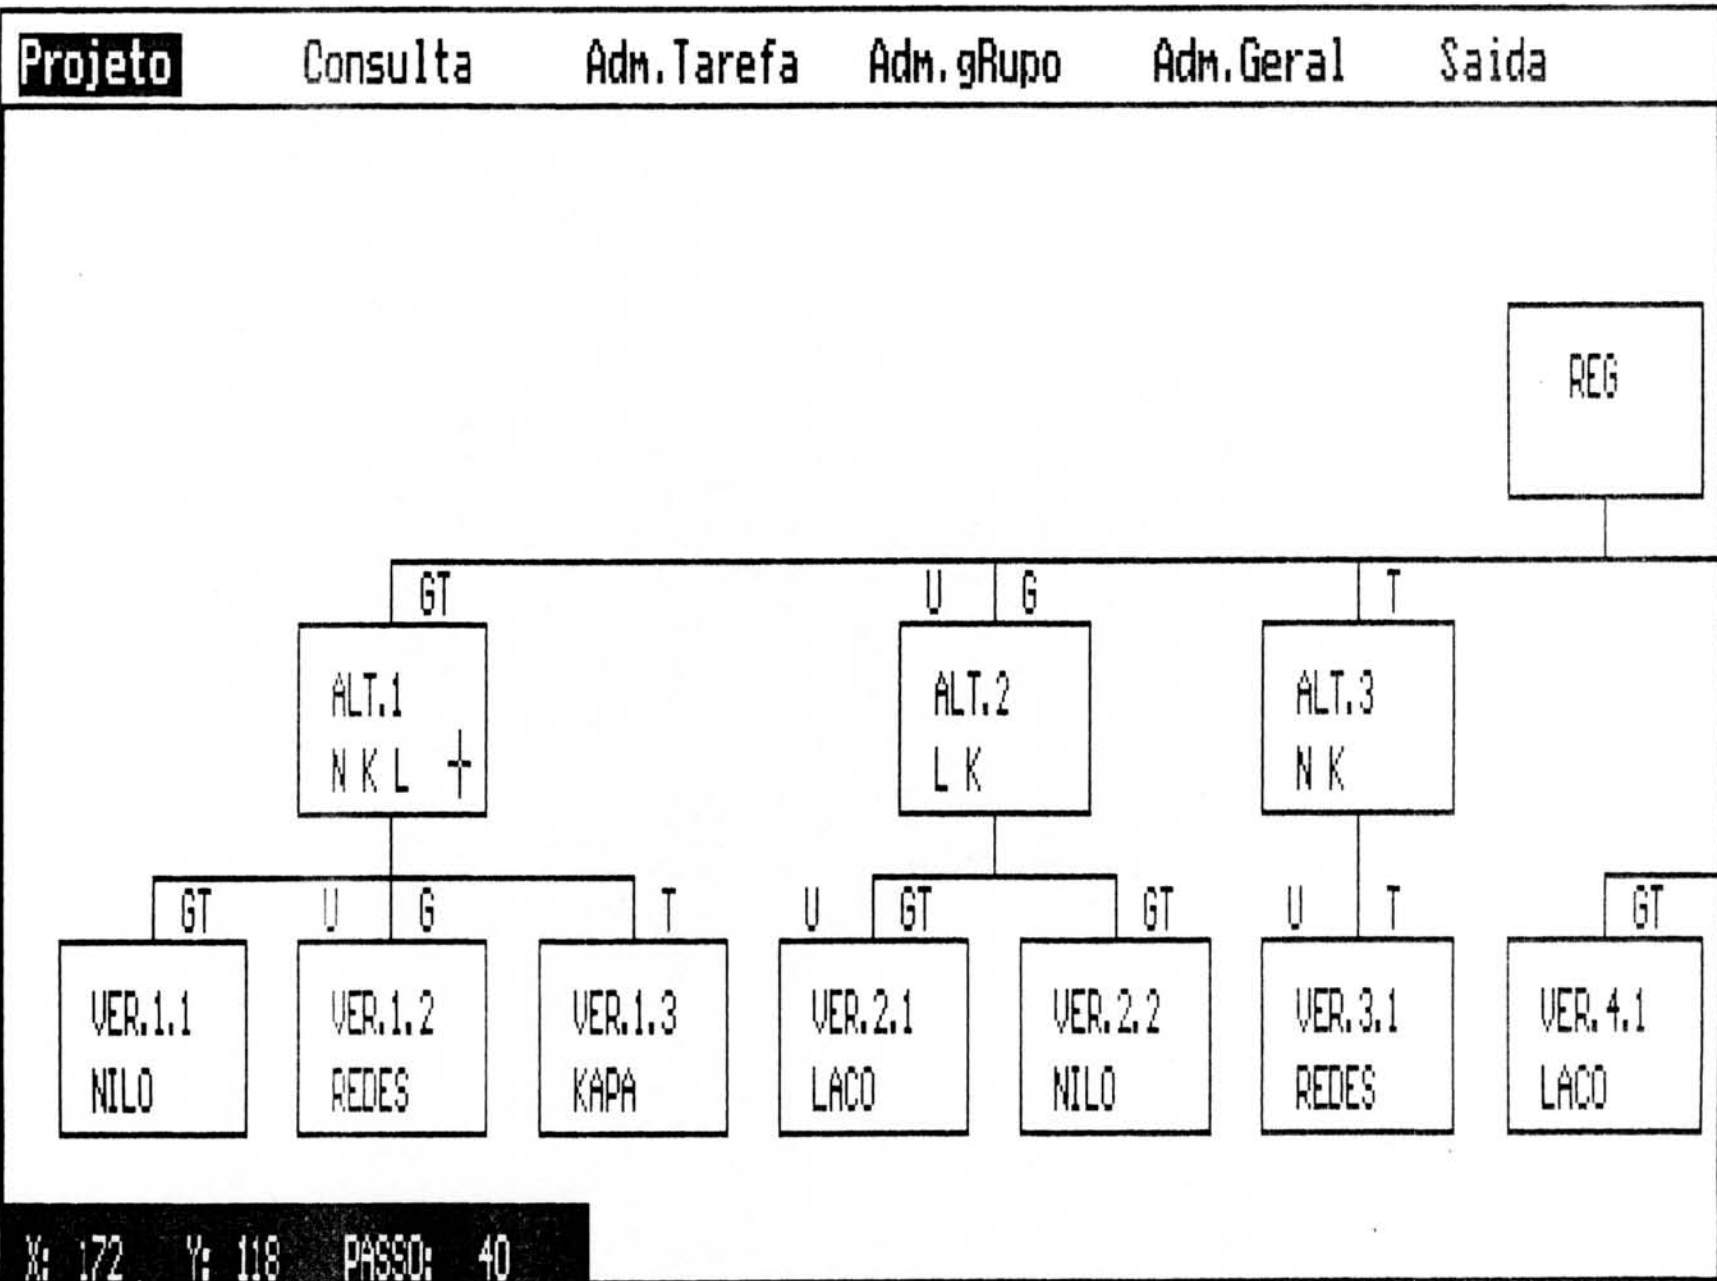 Projeto Consulta Adm.Tarefa Adm.gRupo Adm.Geral Saida
REG
GT U G T
ALT.1 ALT.2 ALT.3
N K L L K N K
GT U G T U GT GT U T GT
VER.1.1 VER.1.2 VER.1.3 VER.2.1 VER.2.2 VER.3.1 VER.4.1
NILO REDES KAPA LACO NILO REDES LACO
X: 172 Y: 118 PASSO: 40